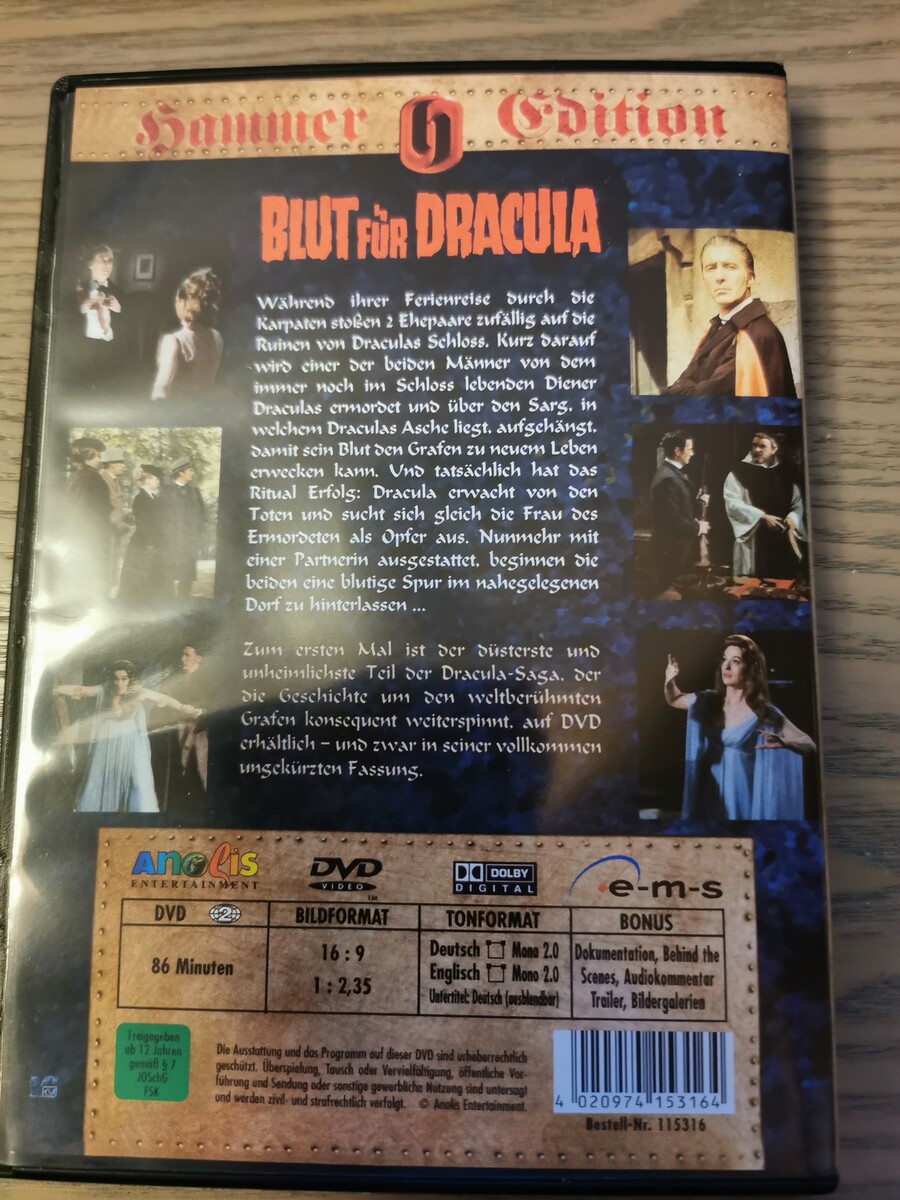 Hammer Edition
BLUT FÜR DRACULA
Während ihrer Ferienreise durch die
Karpaten stoßen 2 Ehepaare zufällig auf die
Ruinen von Draculas Schloss. Kurz darauf
wird einer der beiden Männer von dem
immer noch im Schloss lebenden Diener
Draculas ermordet und über den Sarg, in
welchem Draculas Asche liegt, aufgehängt,
damit sein Blut den Grafen zu neuem Leben
erwecken kann. Und tatsächlich hat das
Ritual Erfolg: Dracula erwacht von den
Toten und sucht sich gleich die Frau des
Ermordeten als Opfer aus. Nunmehr mit
einer Partnerin ausgestattet, beginnen die
beiden eine blutige Spur im nahegelegenen
Dorf zu hinterlassen ...
Zum ersten Mal ist der düsterste und
unheimlichste Teil der Dracula-Saga, der
die Geschichte um den weltberühmten
Grafen konsequent weiterspinnt, auf DVD
erhältlich – und zwar in seiner vollkommen
ungekürzten Fassung.
ANOLIS
ENTERTAINMENT
DVD
VIDEO
TM
DOLBY
DIGITAL
e-m-s
DVD 2
86 Minuten
BILDFORMAT
16 : 9
1 : 2,35
TONFORMAT
Deutsch Mono 2.0
Englisch Mono 2.0
Untertitel: Deutsch (ausblendbar)
BONUS
Dokumentation, Behind the
Scenes, Audiokommentar
Trailer, Bildergalerien
Freigegeben
ab 12 Jahren
gemäß § 7
JÖSchG
FSK
Die Ausstattung und das Programm auf dieser DVD sind urheberrechtlich
geschützt. Überspielung, Tausch oder Vervielfältigung, öffentliche Vor-
führung und Sendung oder sonstige gewerbliche Nutzung sind untersagt
und werden zivil- und strafrechtlich verfolgt. © Anolis Entertainment.
4 020974 153164
Bestell-Nr. 115316